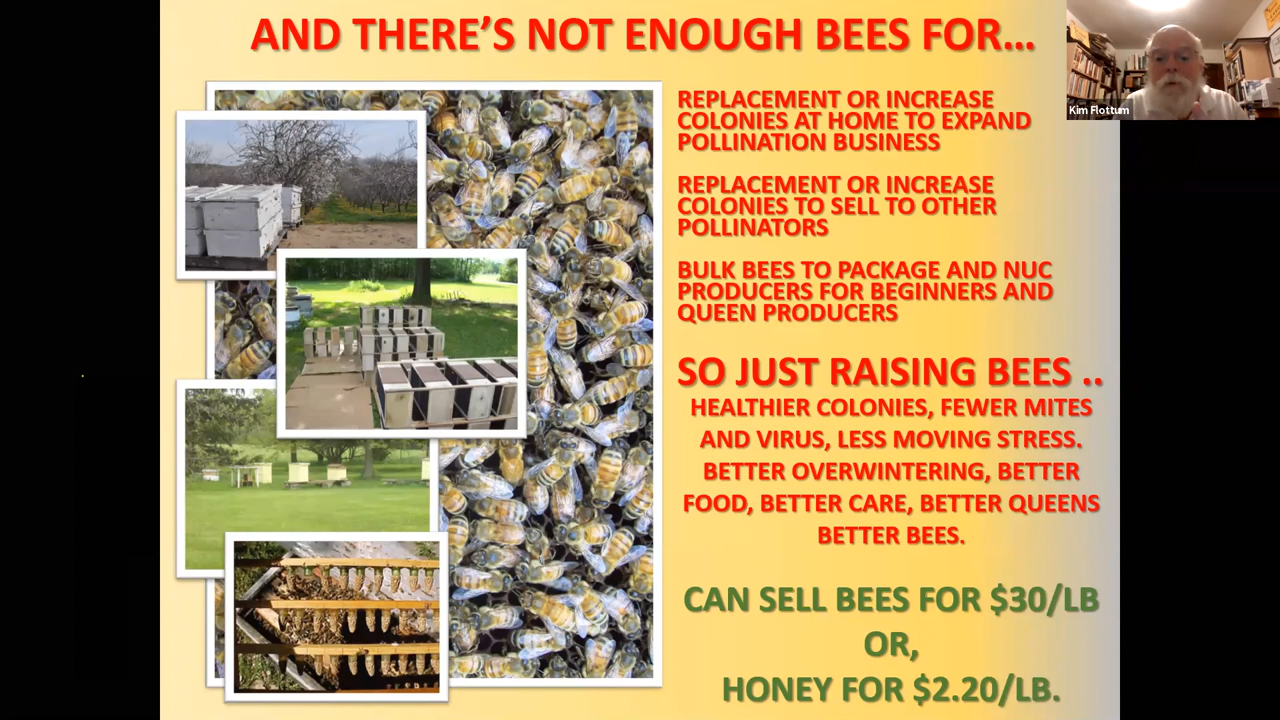 AND THERE'S NOT ENOUGH BEES FOR…
Kim Flottum
REPLACEMENT OR INCREASE
COLONIES AT HOME TO EXPAND
POLLINATION BUSINESS
REPLACEMENT OR INCREASE
COLONIES TO SELL TO OTHER
POLLINATORS
BULK BEES TO PACKAGE AND NUC
PRODUCERS FOR BEGINNERS AND
QUEEN PRODUCERS
SO JUST RAISING BEES ..
HEALTHIER COLONIES, FEWER MITES
AND VIRUS, LESS MOVING STRESS.
BETTER OVERWINTERING, BETTER
FOOD, BETTER CARE, BETTER QUEENS
BETTER BEES.
CAN SELL BEES FOR $30/LB
OR,
HONEY FOR $2.20/LB.